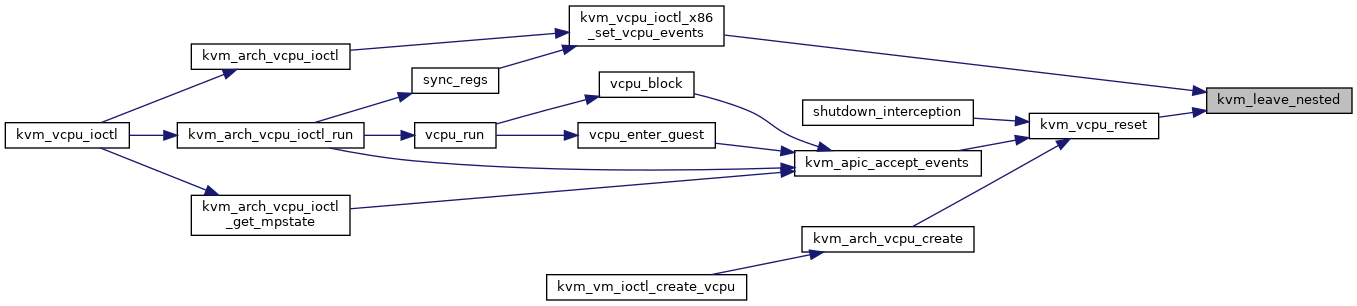 kvm_vcpu_ioctl_x86
_set_vcpu_events
kvm_arch_vcpu_ioctl
sync_regs
vcpu_block
kvm_leave_nested
shutdown_interception
kvm_vcpu_reset
kvm_vcpu_ioctl
kvm_arch_vcpu_ioctl_run
vcpu_run
vcpu_enter_guest
kvm_apic_accept_events
kvm_arch_vcpu_ioctl
_get_mpstate
kvm_arch_vcpu_create
kvm_vm_ioctl_create_vcpu